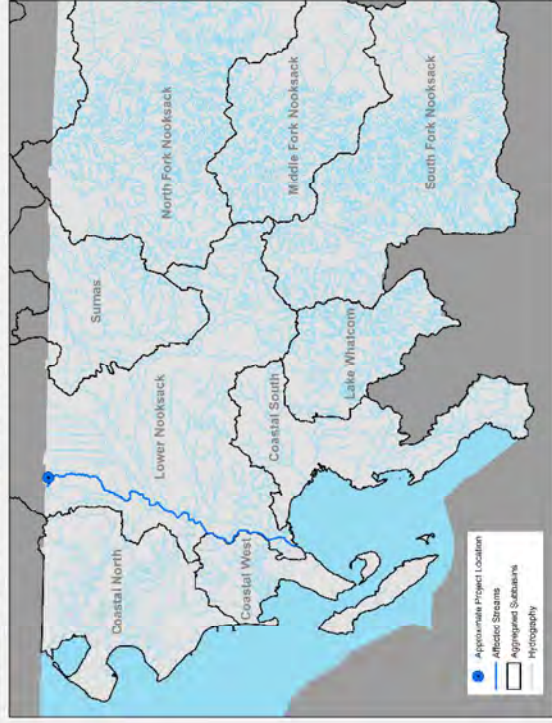 North Fork Nooksack
Middle Fork Nooksack
South Fork Nooksack
Sumas
Lower Nooksack
Lake Whatcom
Coastal South
Coastal North
Coastal West
Approximate Project Location
Affected Streams
Aggregated Subbasins
Hydrography